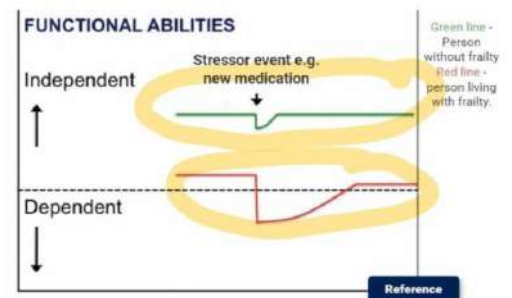 FUNCTIONAL ABILITIES
Stressor event e.g.
new medication
Independent
Dependent
Green line -
Person
without frailty
Red line -
person living
with frailty.
Reference